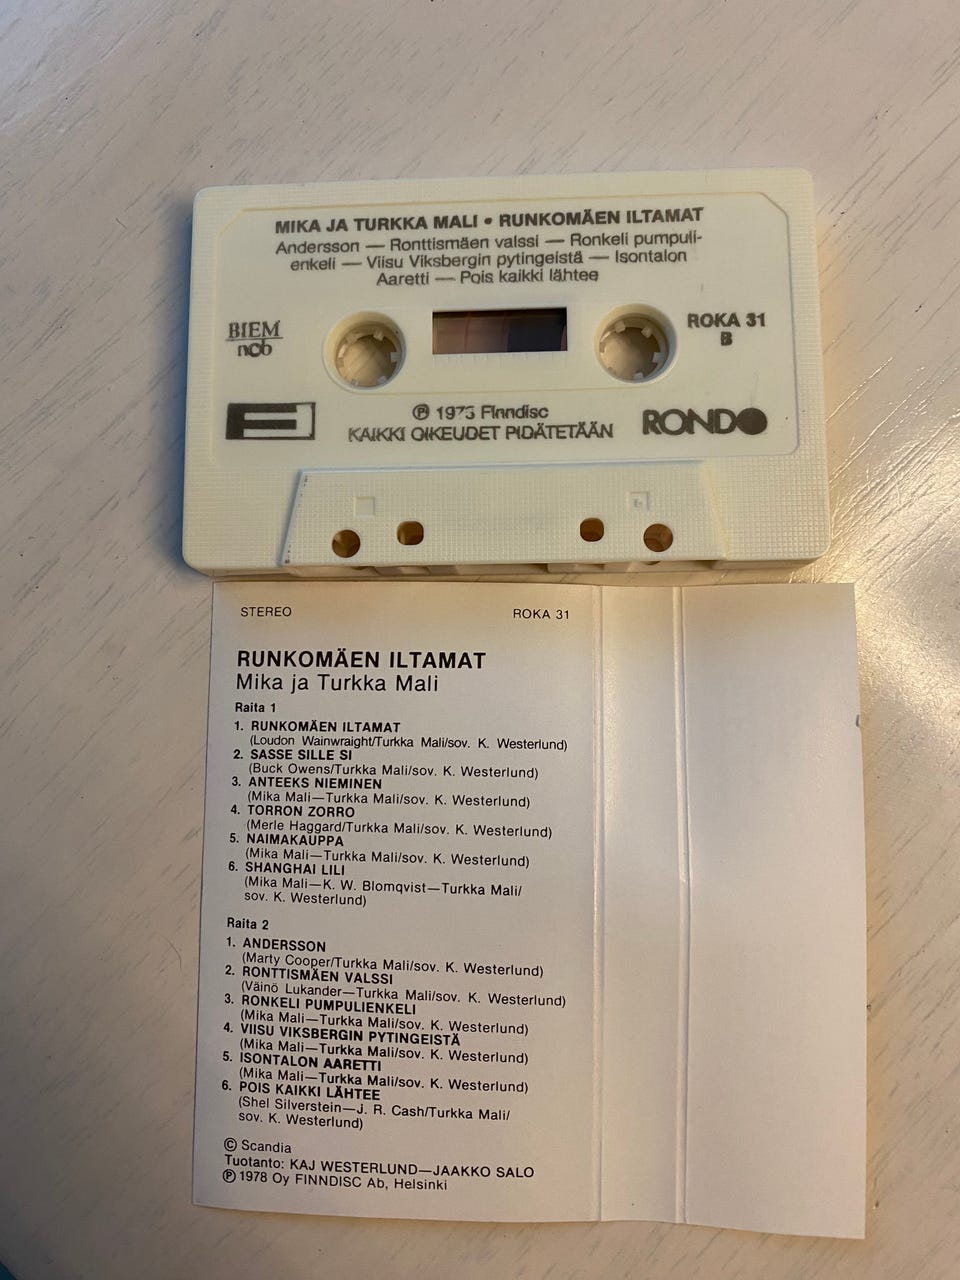 MIKA JA TURKKA MALI • RUNKOMÄEN ILTAMAT
Andersson — Ronttismäen valssi — Ronkeli pumpuli-
enkeli — Viisu Viksbergin pytingeistä — Isontalon
Aaretti — Pois kaikki lähtee
BIEM
ncb
ROKA 31
B
Ⓟ 1978 Finndisc
KAIKKI OIKEUDET PIDÄTETÄÄN
RONDO
STEREO ROKA 31
RUNKOMÄEN ILTAMAT
Mika ja Turkka Mali
Raita 1
1. RUNKOMÄEN ILTAMAT
(Loudon Wainwraight/Turkka Mali/sov. K. Westerlund)
2. SASSE SILLE SI
(Buck Owens/Turkka Mali/sov. K. Westerlund)
3. ANTEEKS NIEMINEN
(Mika Mali—Turkka Mali/sov. K. Westerlund)
4. TORRON ZORRO
(Merle Haggard/Turkka Mali/sov. K. Westerlund)
5. NAIMAKAUPPA
(Mika Mali—Turkka Mali/sov. K. Westerlund)
6. SHANGHAI LILI
(Mika Mali—K. W. Blomqvist—Turkka Mali/
sov. K. Westerlund)
Raita 2
1. ANDERSSON
(Marty Cooper/Turkka Mali/sov. K. Westerlund)
2. RONTTISMÄEN VALSSI
(Väinö Lukander—Turkka Mali/sov. K. Westerlund)
3. RONKELI PUMPULIENKELI
(Mika Mali—Turkka Mali/sov. K. Westerlund)
4. VIISU VIKSBERGIN PYTINGEISTÄ
(Mika Mali—Turkka Mali/sov. K. Westerlund)
5. ISONTALON AARETTI
(Mika Mali—Turkka Mali/sov. K. Westerlund)
6. POIS KAIKKI LÄHTEE
(Shel Silverstein—J. R. Cash/Turkka Mali/
sov. K. Westerlund)
© Scandia
Tuotanto: KAJ WESTERLUND—JAAKKO SALO
Ⓟ 1978 Oy FINNDISC Ab, Helsinki